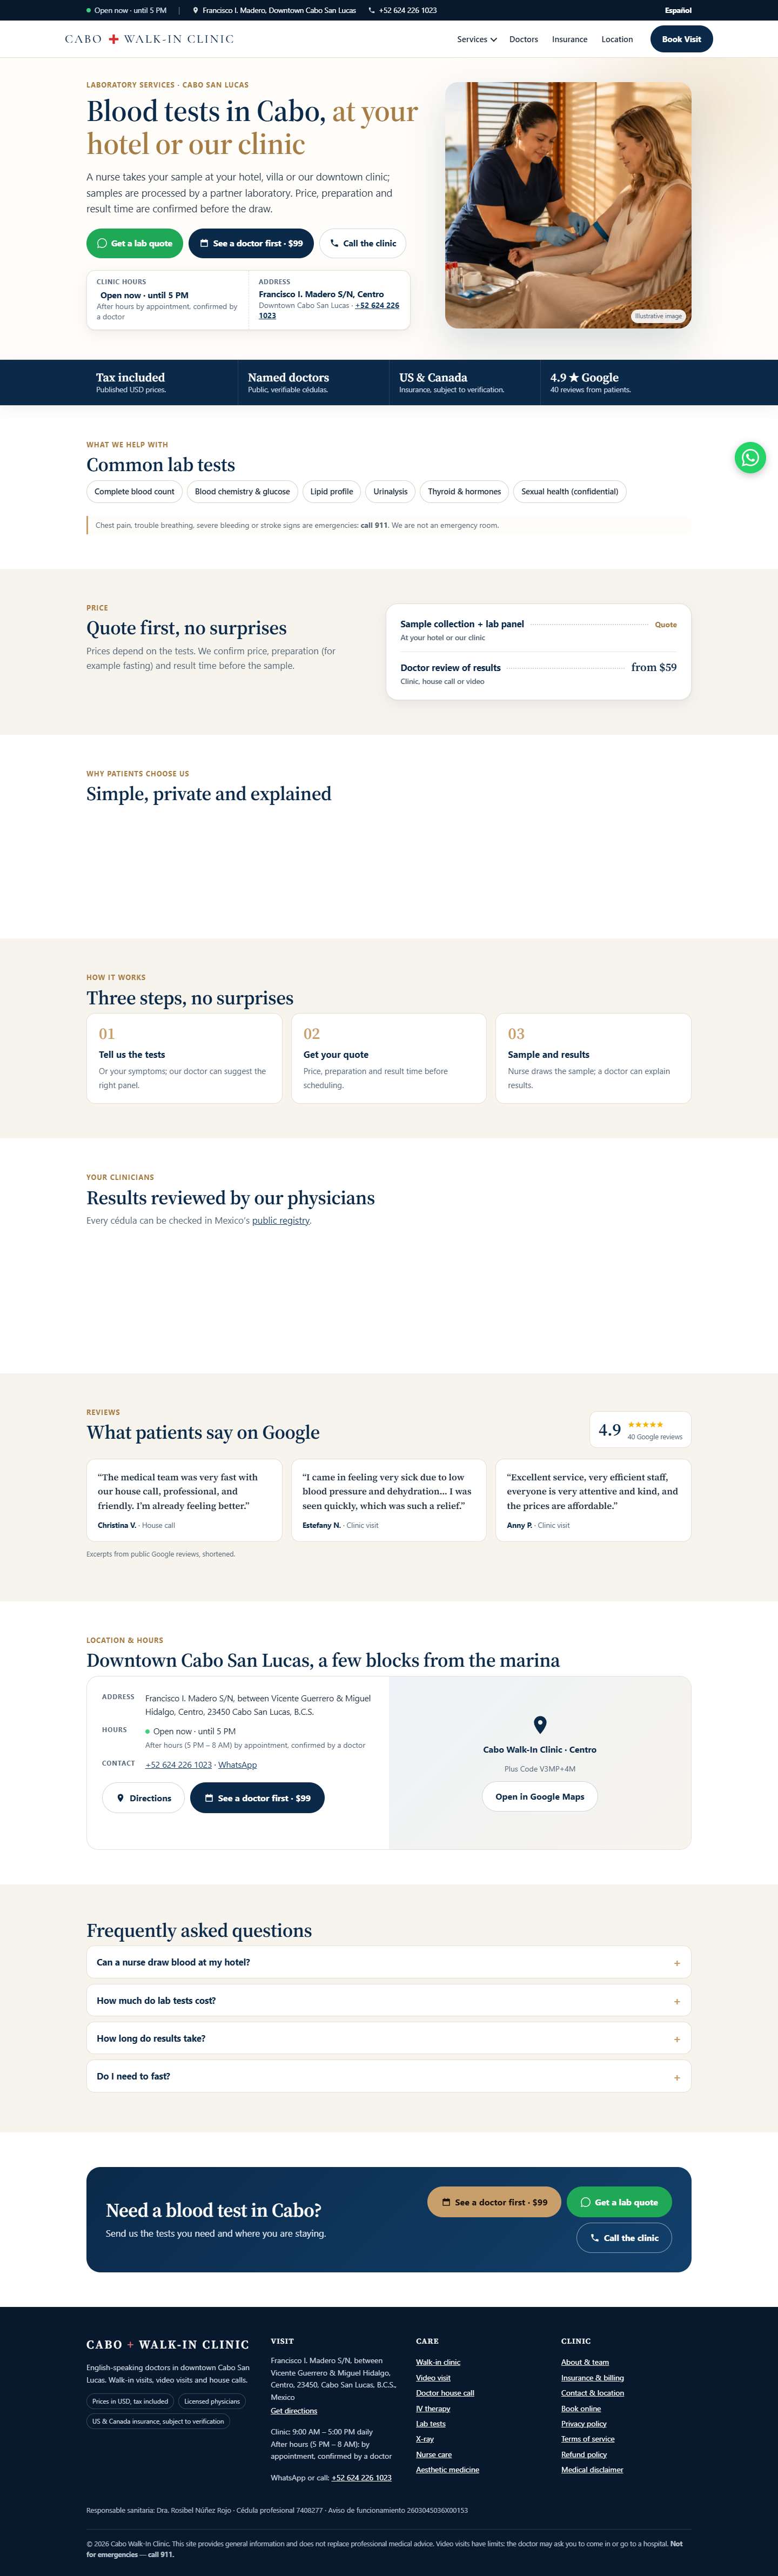 Open now · until 5 PM | Francisco I. Madero, Downtown Cabo San Lucas +52 624 226 1023 Español
CABO + WALK-IN CLINIC Services Doctors Insurance Location Book Visit
LABORATORY SERVICES · CABO SAN LUCAS
Blood tests in Cabo, at your
hotel or our clinic
A nurse takes your sample at your hotel, villa or our downtown clinic;
samples are processed by a partner laboratory. Price, preparation and
result time are confirmed before the draw.
Get a lab quote See a doctor first · $99 Call the clinic
CLINIC HOURS
Open now · until 5 PM
After hours by appointment, confirmed by
a doctor
ADDRESS
Francisco I. Madero S/N, Centro
Downtown Cabo San Lucas · +52 624 226
1023
Illustrative image
Tax included
Published USD prices.
Named doctors
Public, verifiable cédulas.
US & Canada
Insurance, subject to verification.
4.9 ★ Google
40 reviews from patients.
WHAT WE HELP WITH
Common lab tests
Complete blood count Blood chemistry & glucose Lipid profile Urinalysis Thyroid & hormones Sexual health (confidential)
Chest pain, trouble breathing, severe bleeding or stroke signs are emergencies: call 911. We are not an emergency room.
PRICE
Quote first, no surprises
Prices depend on the tests. We confirm price, preparation (for
example fasting) and result time before the sample.
Sample collection + lab panel Quote
At your hotel or our clinic
Doctor review of results from $59
Clinic, house call or video
WHY PATIENTS CHOOSE US
Simple, private and explained
HOW IT WORKS
Three steps, no surprises
01
Tell us the tests
Or your symptoms; our doctor can suggest the
right panel.
02
Get your quote
Price, preparation and result time before
scheduling.
03
Sample and results
Nurse draws the sample; a doctor can explain
results.
YOUR CLINICIANS
Results reviewed by our physicians
Every cédula can be checked in Mexico's public registry.
REVIEWS
What patients say on Google
4.9 ★★★★★
40 Google reviews
“The medical team was very fast with
our house call, professional, and
friendly. I'm already feeling better.”
Christina V. · House call
“I came in feeling very sick due to low
blood pressure and dehydration... I was
seen quickly, which was such a relief.”
Estefany N. · Clinic visit
“Excellent service, very efficient staff,
everyone is very attentive and kind, and
the prices are affordable.”
Anny P. · Clinic visit
Excerpts from public Google reviews, shortened.
LOCATION & HOURS
Downtown Cabo San Lucas, a few blocks from the marina
ADDRESS Francisco I. Madero S/N, between Vicente Guerrero & Miguel
Hidalgo, Centro, 23450 Cabo San Lucas, B.C.S.
HOURS Open now · until 5 PM
After hours (5 PM – 8 AM) by appointment, confirmed by a doctor
CONTACT +52 624 226 1023 · WhatsApp
Directions See a doctor first · $99
Cabo Walk-In Clinic · Centro
Plus Code V3MP+4M
Open in Google Maps
Frequently asked questions
Can a nurse draw blood at my hotel? +
How much do lab tests cost? +
How long do results take? +
Do I need to fast? +
Need a blood test in Cabo?
Send us the tests you need and where you are staying.
See a doctor first · $99 Get a lab quote
Call the clinic
CABO + WALK-IN CLINIC
English-speaking doctors in downtown Cabo San
Lucas. Walk-in visits, video visits and house calls.
Prices in USD, tax included Licensed physicians
US & Canada insurance, subject to verification
VISIT
Francisco I. Madero S/N, between
Vicente Guerrero & Miguel Hidalgo,
Centro, 23450, Cabo San Lucas, B.C.S.,
Mexico
Get directions
Clinic: 9:00 AM – 5:00 PM daily
After hours (5 PM – 8 AM): by
appointment, confirmed by a doctor
WhatsApp or call: +52 624 226 1023
CARE
Walk-in clinic
Video visit
Doctor house call
IV therapy
Lab tests
X-ray
Nurse care
Aesthetic medicine
CLINIC
About & team
Insurance & billing
Contact & location
Book online
Privacy policy
Terms of service
Refund policy
Medical disclaimer
Responsable sanitaria: Dra. Rosibel Núñez Rojo · Cédula profesional 7408277 · Aviso de funcionamiento 2603045036X00153
© 2026 Cabo Walk-In Clinic. This site provides general information and does not replace professional medical advice. Video visits have limits: the doctor may ask you to come in or go to a hospital. Not
for emergencies — call 911.